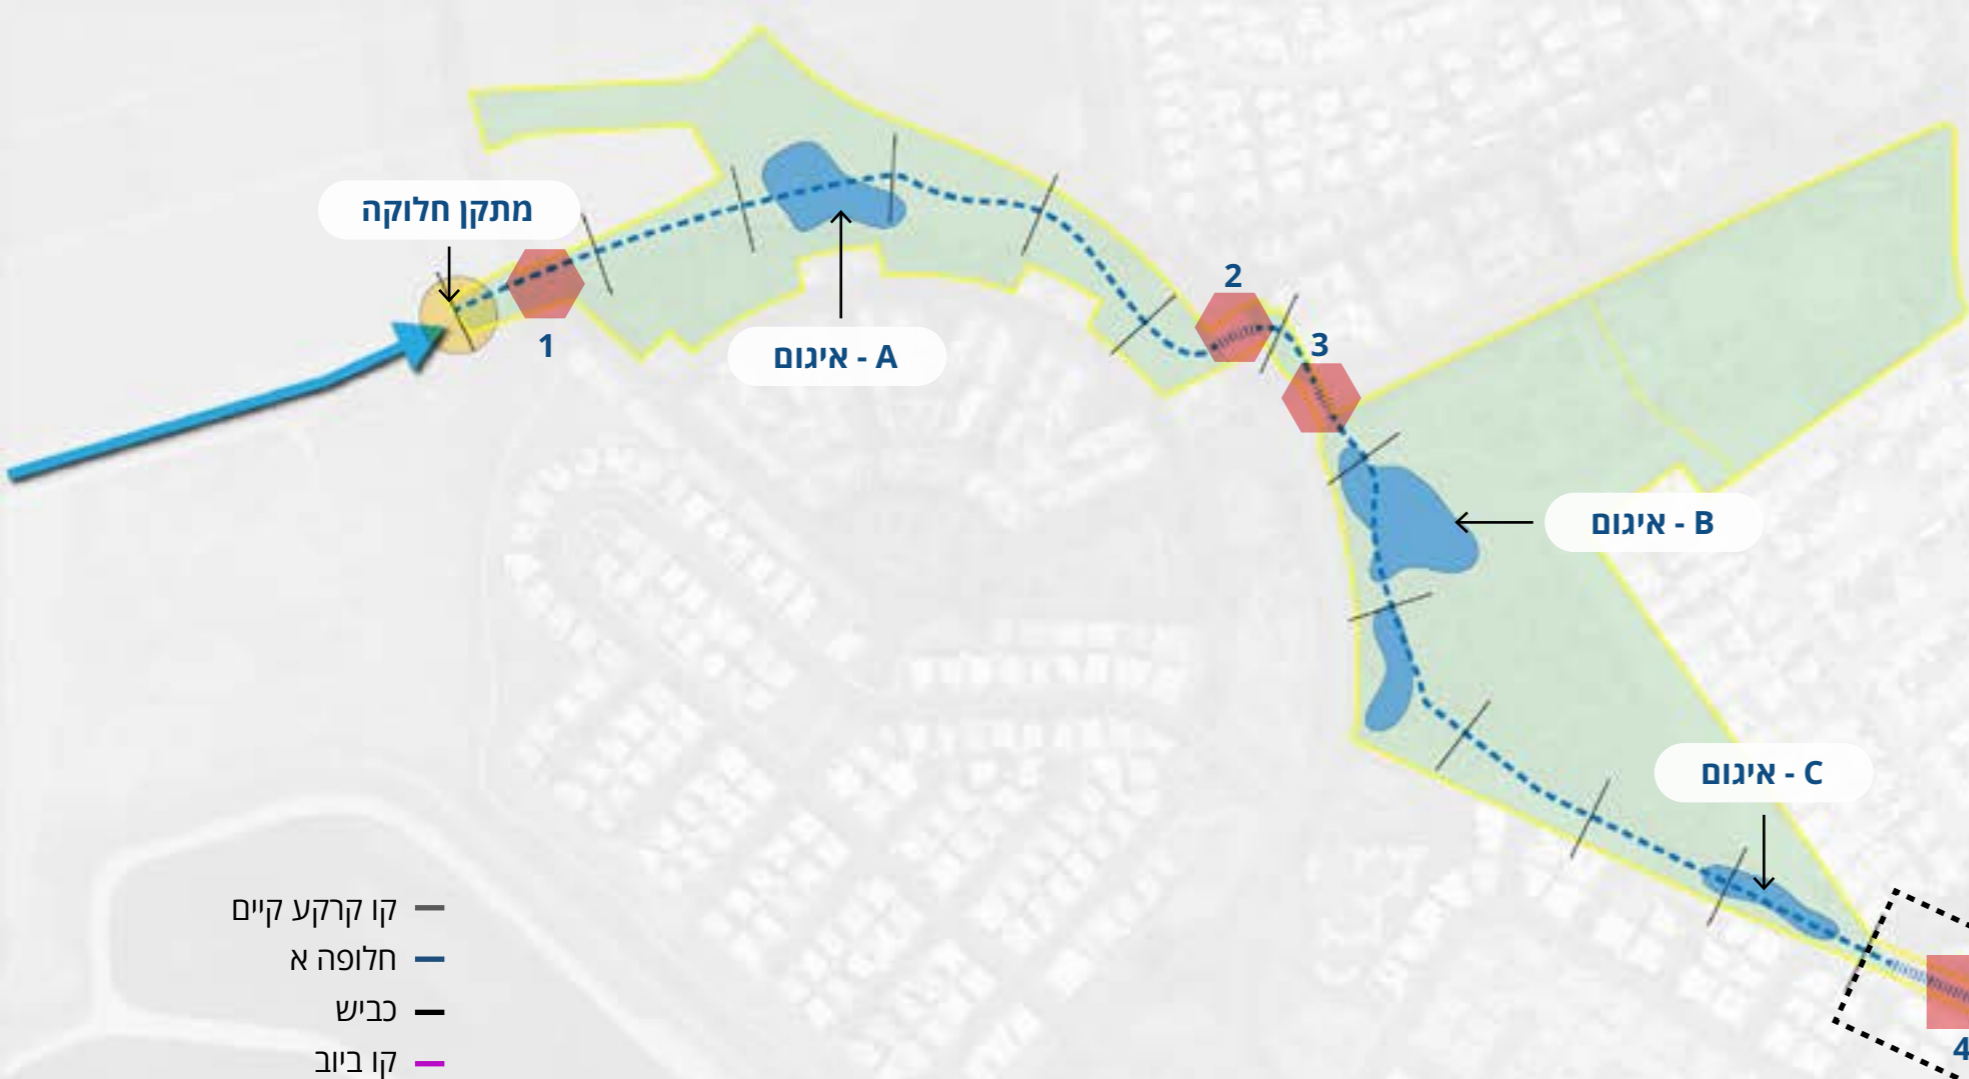 מתקן חלוקה
1
איגום - A
2
3
איגום - B
איגום - C
4
קו קרקע קיים
חלופה א
כביש
קו ביוב